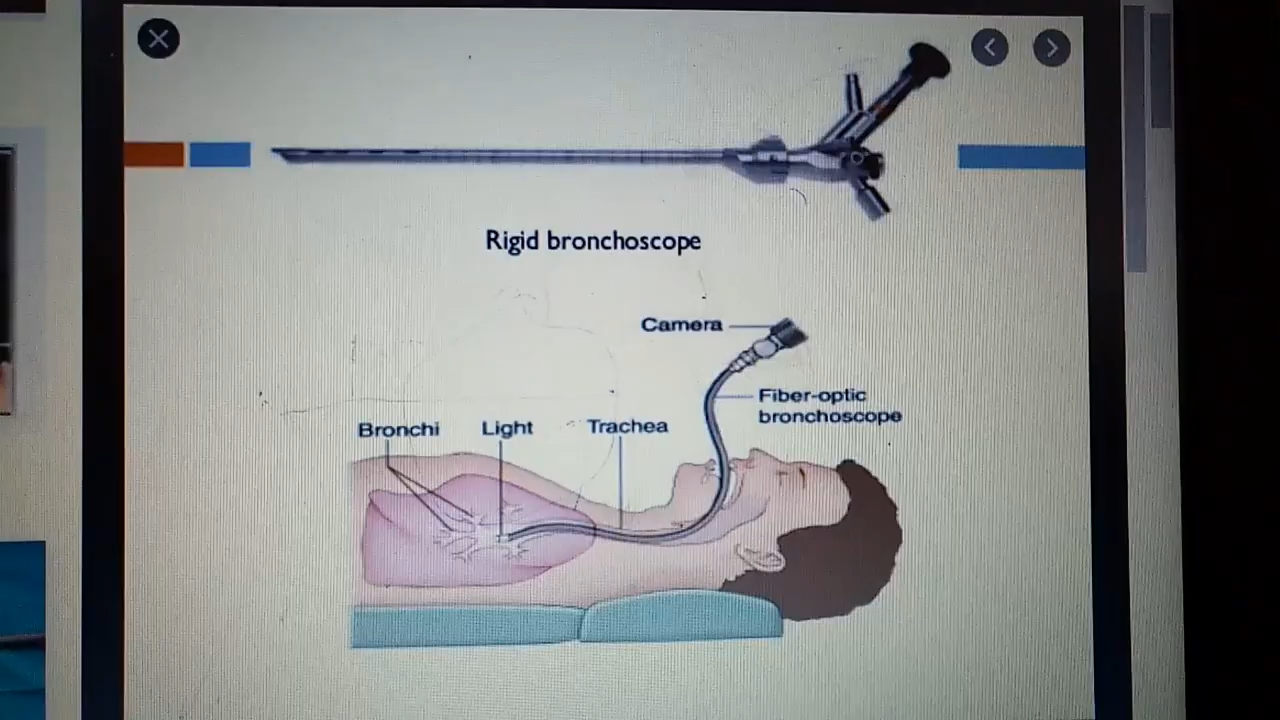 Rigid bronchoscope
Camera
Fiber-optic
bronchoscope
Bronchi Light Trachea